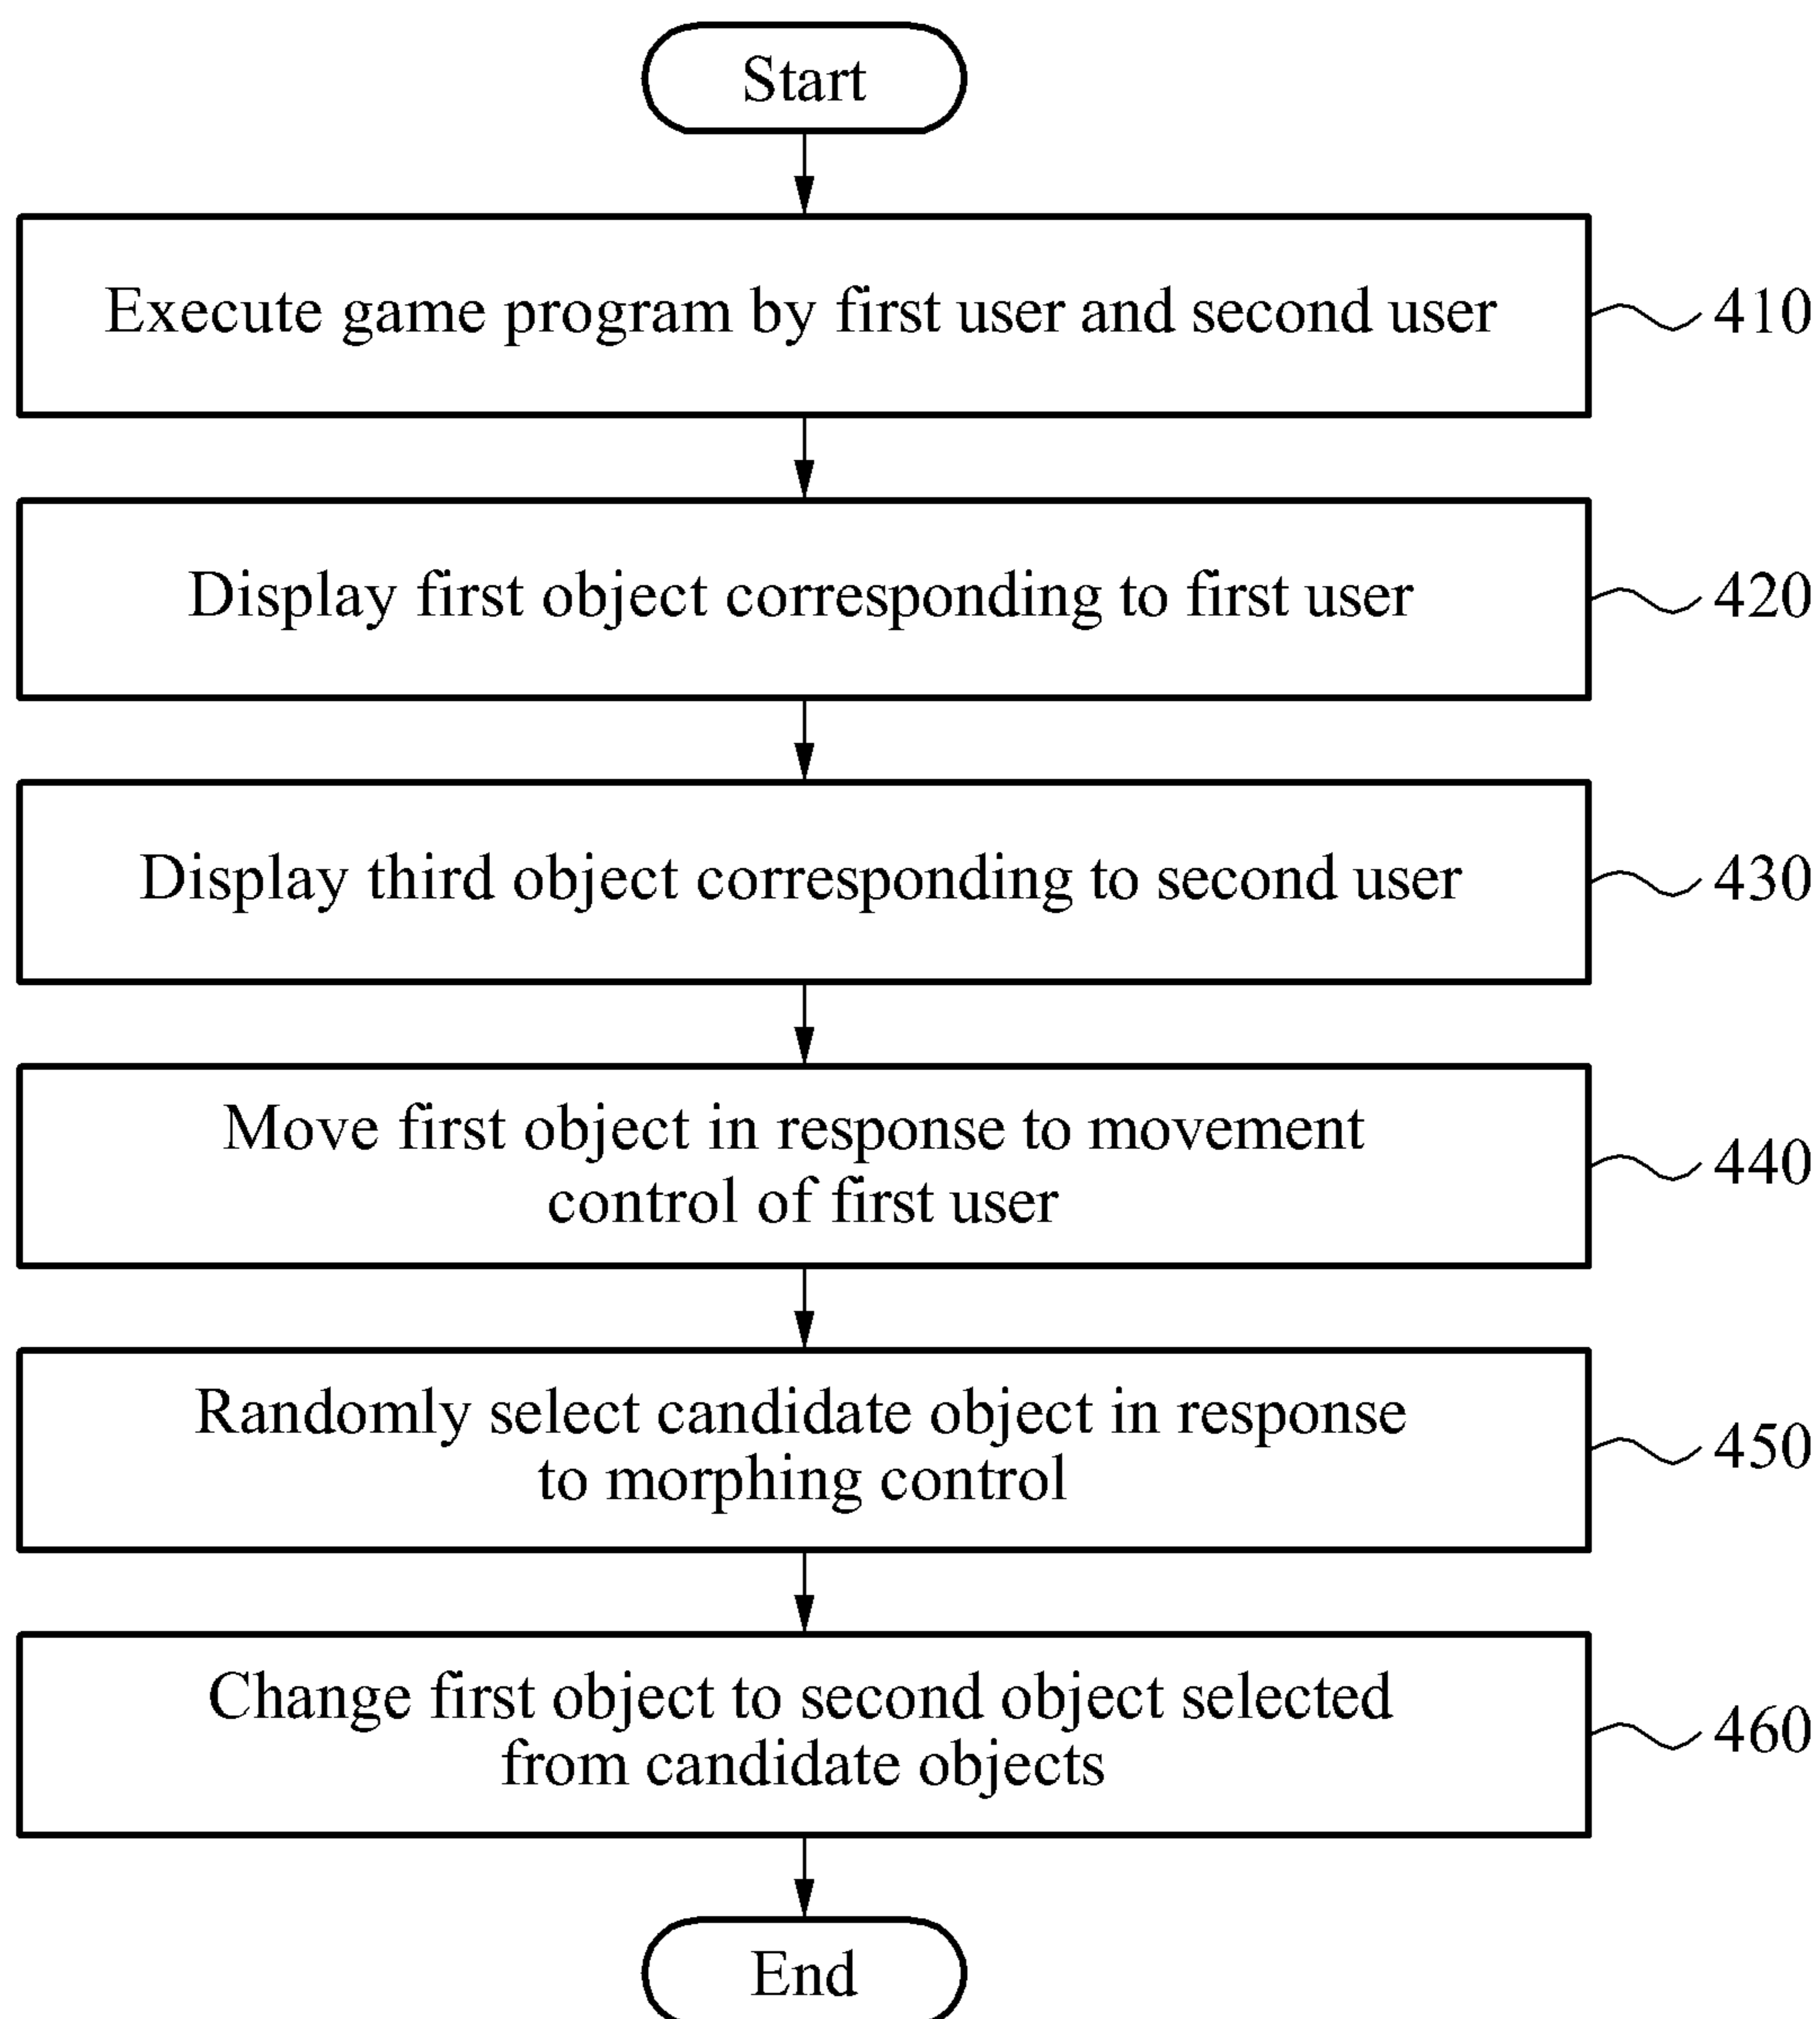 Start
Execute game program by first user and second user
410
Display first object corresponding to first user
420
Display third object corresponding to second user
430
Move first object in response to movement
control of first user
440
Randomly select candidate object in response
to morphing control
450
Change first object to second object selected
from candidate objects
460
End